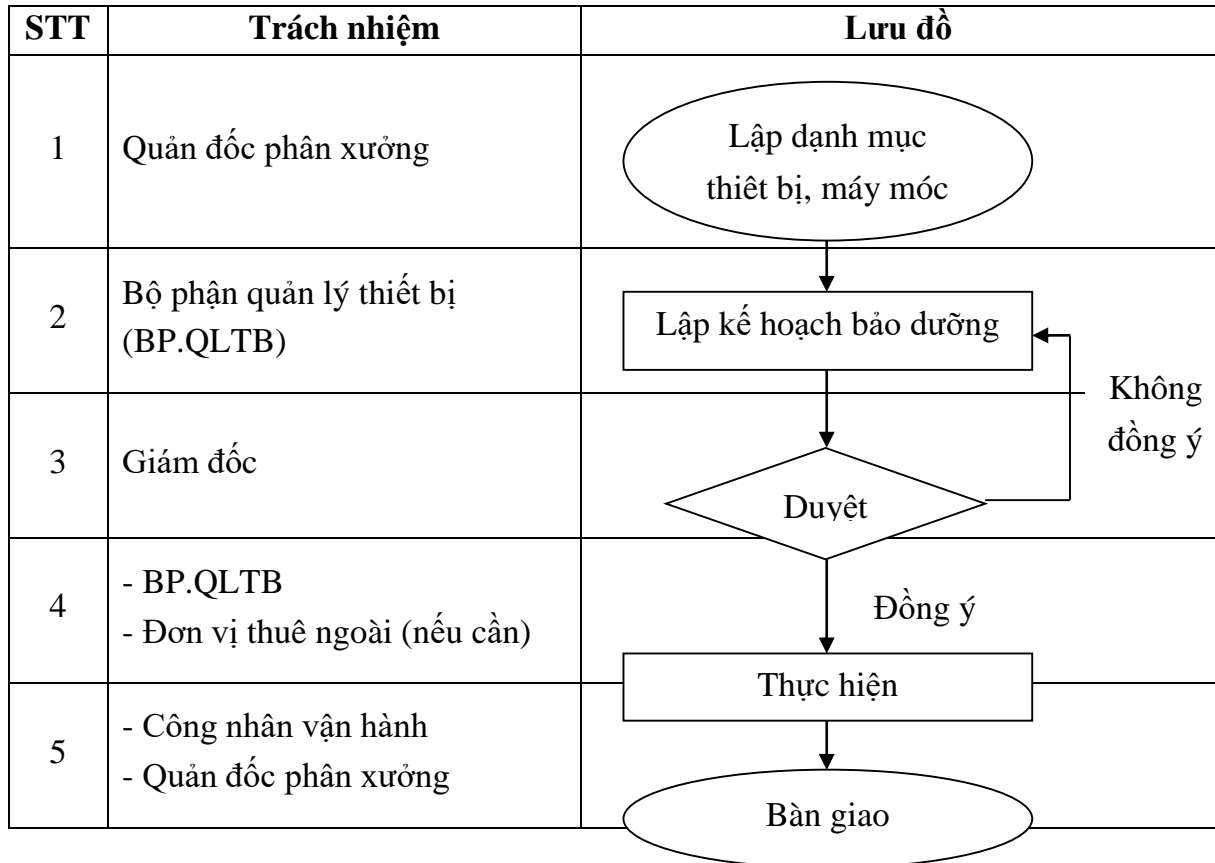 STT Trách nhiệm Lưu đồ
1 Quản đốc phân xưởng
Lập dạnh mục
thiêt bị, máy móc
2
Bộ phận quản lý thiết bị
(BP.QLTB)
Lập kế hoạch bảo dưỡng
Không
đồng ý
3 Giám đốc
Duyệt
4
- BP.QLTB
- Đơn vị thuê ngoài (nếu cần)
Đồng ý
Thực hiện
5
- Công nhân vận hành
- Quản đốc phân xưởng
Bàn giao